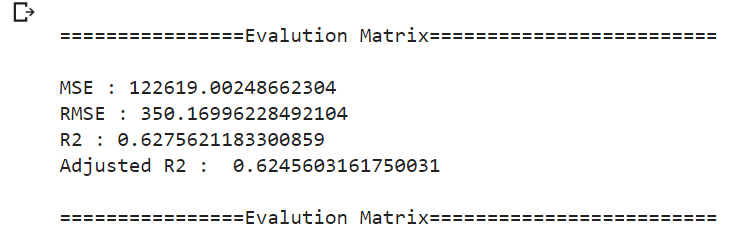 ================Evalution Matrix=========================
MSE : 122619.00248662304
RMSE : 350.16996228492104
R2 : 0.6275621183300859
Adjusted R2 :  0.6245603161750031
================Evalution Matrix=========================